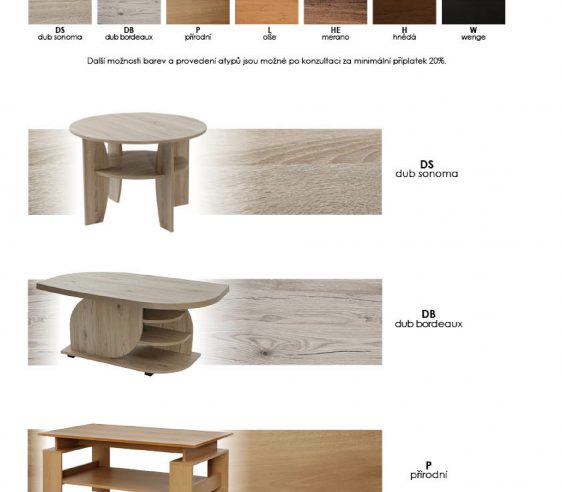 DS DB P L HE H W
dub sonoma dub bordeaux přírodní olše merano hnědá wenge
Další možnosti barev a provedení atypů jsou možné po konzultaci za minimální příplatek 20%.
DS
dub sonoma
DB
dub bordeaux
P
přírodní